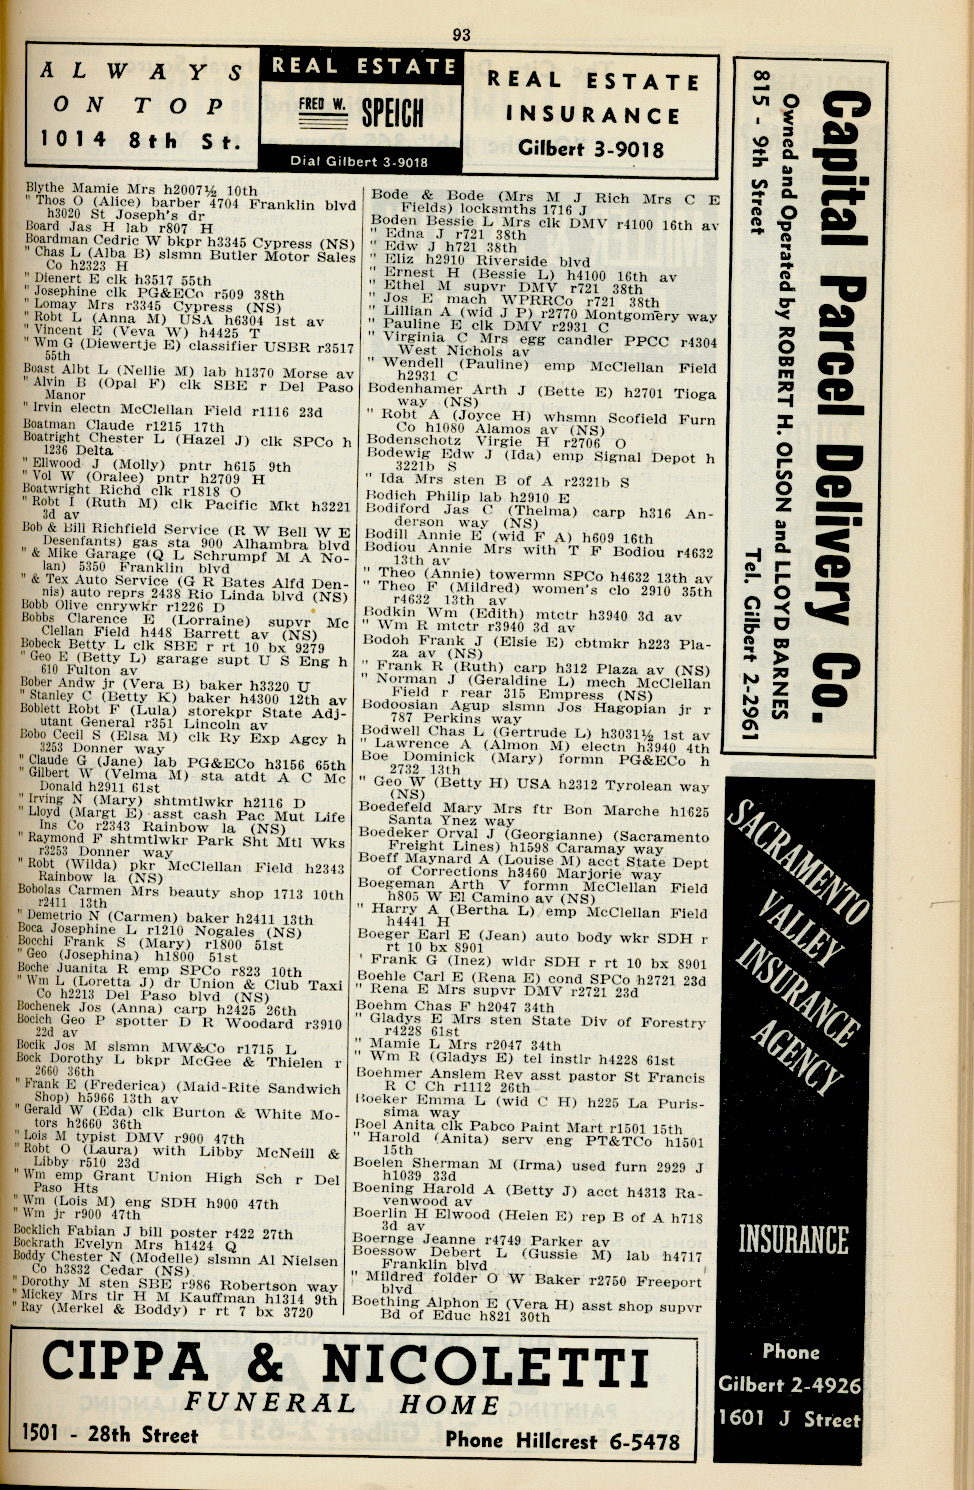 93
ALWAYS
ON TOP
1014 8th St.
REAL ESTATE
FRED W. SPEICH
Dial Gilbert 3-9018
REAL ESTATE
INSURANCE
Gilbert 3-9018
Blythe Mamie Mrs h2007½ 10th
" Thos O (Alice) barber 4704 Franklin blvd
h3020 St Joseph's dr
Board Jas H lab r807 H
Boardman Cedric W bkpr h3345 Cypress (NS)
" Chas L (Alba B) slsmn Butler Motor Sales
Co h2323 H
" Dienert E clk h3517 55th
" Josephine clk PG&ECo r509 38th
" Lomay Mrs r3345 Cypress (NS)
" Robt L (Anna M) USA h6304 1st av
" Vincent E (Veva W) h4425 T
" Wm G (Diewertje E) classifier USBR r3517
55th
Boast Albt L (Nellie M) lab h1370 Morse av
" Alvin B (Opal F) clk SBE r Del Paso
Manor
" Irvin electn McClellan Field r1116 23d
Boatman Claude r1215 17th
Boatright Chester L (Hazel J) clk SPCo h
1236 Delta
" Ellwood J (Molly) pntr h615 9th
" Vol W (Oralee) pntr h2709 H
Boatwright Richd clk r1818 O
" Robt I (Ruth M) clk Pacific Mkt h3221
3d av
Bob & Bill Richfield Service (R W Bell W E
Desenfants) gas sta 900 Alhambra blvd
" & Mike Garage (Q L Schrumpf M A No-
lan) 5350 Franklin blvd
" & Tex Auto Service (G R Bates Alfd Den-
nis) auto reprs 2438 Rio Linda blvd (NS)
Bobb Olive cnrywkr r1226 D
Bobbs Clarence E (Lorraine) supvr Mc
Clellan Field h448 Barrett av (NS)
Bobeck Betty L clk SBE r rt 10 bx 9279
" Geo E (Betty L) garage supt U S Eng h
610 Fulton av
Bober Andw jr (Vera B) baker h3320 U
" Stanley C (Betty K) baker h4300 12th av
Boblett Robt F (Lula) storekpr State Adj-
utant General r351 Lincoln av
Bobo Cecil S (Elsa M) clk Ry Exp Agcy h
3253 Donner way
" Claude G (Jane) lab PG&ECo h3156 65th
" Gilbert W (Velma M) sta atdt A C Mc
Donald h2911 61st
" Irving N (Mary) shtmtlwkr h2116 D
" Lloyd (Margt E) asst cash Pac Mut Life
Ins Co r2343 Rainbow la (NS)
" Raymond F shtmtlwkr Park Sht Mtl Wks
r3253 Donner way
" Robt (Wilda) pkr McClellan Field h2343
Rainbow la (NS)
Bobolas Carmen Mrs beauty shop 1713 10th
r2411 13th
" Demetrio N (Carmen) baker h2411 13th
Boca Josephine L r1210 Nogales (NS)
Bocchi Frank S (Mary) r1800 51st
" Geo (Josephina) h1800 51st
Boche Juanita R emp SPCo r823 10th
" Wm L (Loretta J) dr Union & Club Taxi
Co h2213 Del Paso blvd (NS)
Bochenek Jos (Anna) carp h2425 26th
Bocich Geo P spotter D R Woodard r3910
22d av
Bocik Jos M slsmn MW&Co r1715 L
Bock Dorothy L bkpr McGee & Thielen r
2660 36th
" Frank E (Frederica) (Maid-Rite Sandwich
Shop) h5966 13th av
" Gerald W (Eda) clk Burton & White Mo-
tors h2660 36th
" Lois M typist DMV r900 47th
" Robt O (Laura) with Libby McNeill &
Libby r510 23d
" Wm emp Grant Union High Sch r Del
Paso Hts
" Wm (Lois M) eng SDH h900 47th
" Wm jr r900 47th
Bocklich Fabian J bill poster r422 27th
Bockrath Evelyn Mrs h1424 Q
Boddy Chester N (Modelle) slsmn Al Nielsen
Co h3832 Cedar (NS)
" Dorothy M sten SBE r986 Robertson way
" Mickey Mrs tlr H M Kauffman h1314 9th
" Ray (Merkel & Boddy) r rt 7 bx 3720
Bode & Bode (Mrs M J Rich Mrs C E
Fields) locksmths 1716 J
Boden Bessie L Mrs clk DMV r4100 16th av
" Edna J r721 38th
" Edw J h721 38th
" Eliz h2910 Riverside blvd
" Ernest H (Bessie L) h4100 16th av
" Ethel M supvr DMV r721 38th
" Jos E mach WPRRCo r721 38th
" Lillian A (wid J P) r2770 Montgomery way
" Pauline E clk DMV r2931 C
" Virginia C Mrs egg candler PPCC r4304
West Nichols av
" Wendell (Pauline) emp McClellan Field
h2931 C
Bodenhamer Arth J (Bette E) h2701 Tioga
way (NS)
" Robt A (Joyce H) whsmn Scofield Furn
Co h1080 Alamos av (NS)
Bodenschotz Virgie H r2706 O
Bodewig Edw J (Ida) emp Signal Depot h
3221b S
" Ida Mrs sten B of A r2321b S
Bodich Philip lab h2910 E
Bodiford Jas C (Thelma) carp h316 An-
derson way (NS)
Bodill Annie E (wid F A) h609 16th
Bodiou Annie Mrs with T F Bodiou r4632
13th av
" Theo (Annie) towermn SPCo h4632 13th av
" Theo F (Mildred) women's clo 2910 35th
r4632 13th av
Bodkin Wm (Edith) mtctr h3940 3d av
" Wm R mtctr r3940 3d av
Bodoh Frank J (Elsie E) cbtmkr h223 Pla-
za av (NS)
" Frank R (Ruth) carp h312 Plaza av (NS)
" Norman J (Geraldine L) mech McClellan
Field r rear 315 Empress (NS)
Bodoosian Agup slsmn Jos Hagopian jr r
787 Perkins way
Bodwell Chas L (Gertrude L) h3031½ 1st av
" Lawrence A (Almon M) electn h3940 4th
Boe Dominick (Mary) formn PG&ECo h
2732 13th
" Geo W (Betty H) USA h2312 Tyrolean way
(NS)
Boedefeld Mary Mrs ftr Bon Marche h1625
Santa Ynez way
Boedeker Orval J (Georgianne) (Sacramento
Freight Lines) h1598 Caramay way
Boeff Maynard A (Louise M) acct State Dept
of Corrections h3460 Marjorie way
Boegeman Arth V formn McClellan Field
h805 W El Camino av (NS)
" Harry A (Bertha L) emp McClellan Field
h4441 H
Boeger Earl E (Jean) auto body wkr SDH r
rt 10 bx 8901
' Frank G (Inez) wldr SDH r rt 10 bx 8901
Boehle Carl E (Rena E) cond SPCo h2721 23d
" Rena E Mrs supvr DMV r2721 23d
Boehm Chas F h2047 34th
" Gladys E Mrs sten State Div of Forestry
r4228 61st
" Mamie L Mrs r2047 34th
" Wm R (Gladys E) tel instlr h4228 61st
Boehmer Anslem Rev asst pastor St Francis
R C Ch r1112 26th
Boeker Emma L (wid C H) h225 La Puris-
sima way
Boel Anita clk Pabco Paint Mart r1501 15th
" Harold (Anita) serv eng PT&TCo h1501
15th
Boelen Sherman M (Irma) used furn 2929 J
h1039 33d
Boening Harold A (Betty J) acct h4313 Ra-
venwood av
Boerlin H Elwood (Helen E) rep B of A h718
3d av
Boernge Jeanne r4749 Parker av
Boessow Debert L (Gussie M) lab h4717
Franklin blvd
" Mildred folder O W Baker r2750 Freeport
blvd
Boething Alphon E (Vera H) asst shop supvr
Bd of Educ h821 30th
Capital Parcel Delivery Co.
Owned and Operated by ROBERT H. OLSON and LLOYD BARNES
815 - 9th Street
Tel. Gilbert 2-2961
SACRAMENTO
VALLEY
INSURANCE
AGENCY
INSURANCE
Phone
Gilbert 2-4926
1601 J Street
CIPPA & NICOLETTI
FUNERAL HOME
1501 - 28th Street
Phone Hillcrest 6-5478